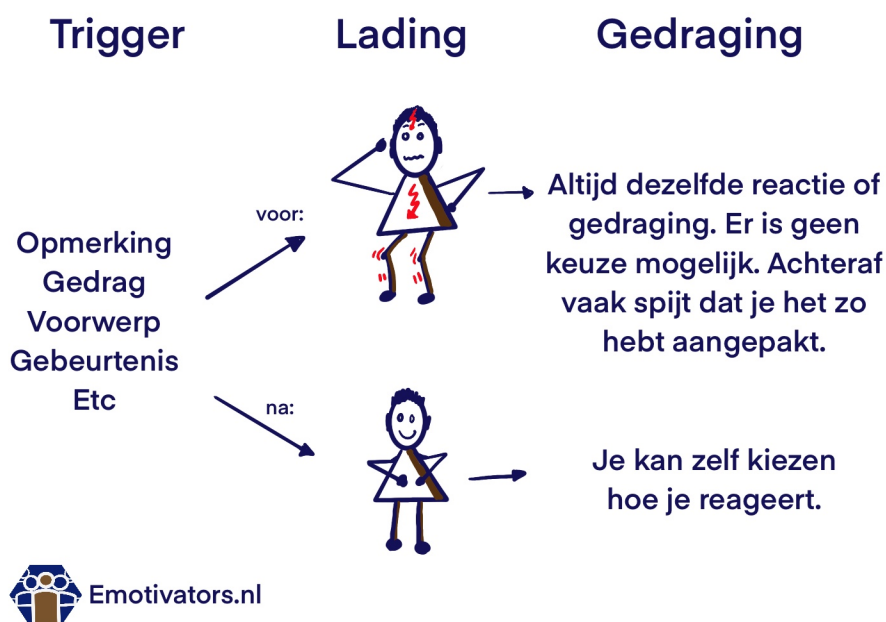 Trigger
Lading
Gedraging
Opmerking
Gedrag
Voorwerp
Gebeurtenis
Etc
voor:
Altijd dezelfde reactie of
gedraging. Er is geen
keuze mogelijk. Achteraf
vaak spijt dat je het zo
hebt aangepakt.
na:
Je kan zelf kiezen
hoe je reageert.
Emotivators.nl